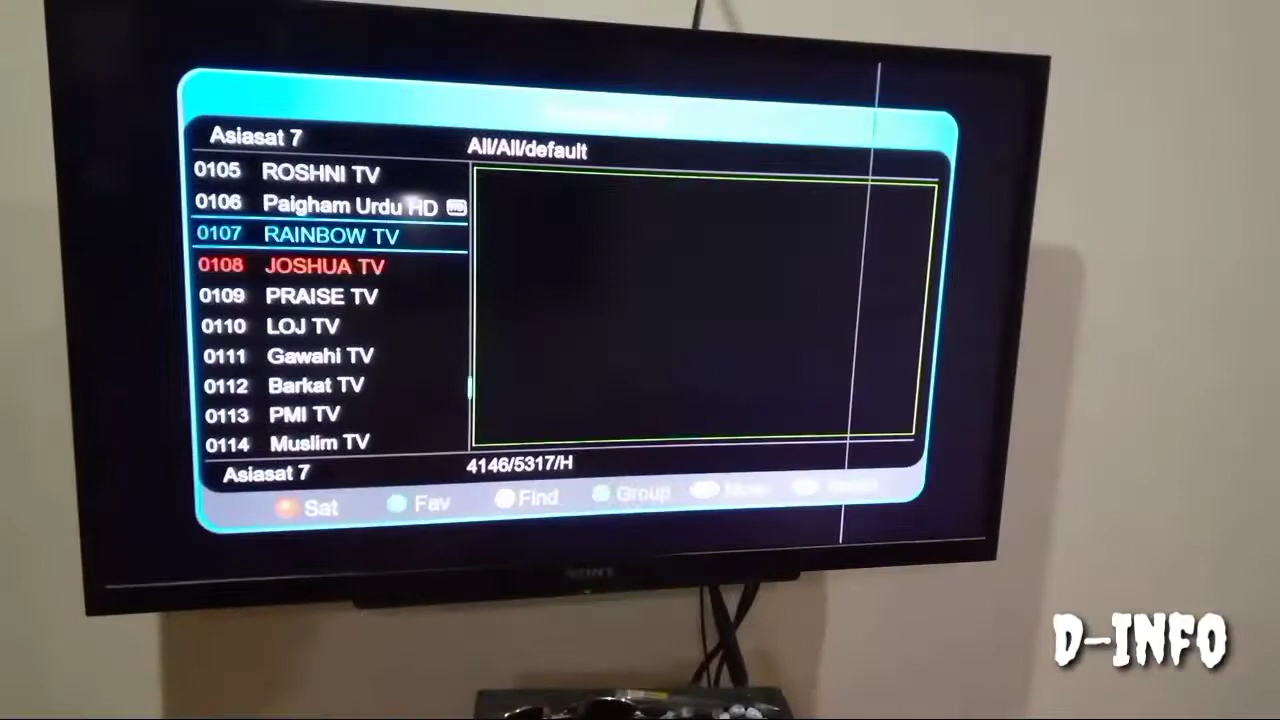 Asiasat 7
All/All/default
0105 ROSHNI TV
0106 Paigham Urdu HD HD
0107 RAINBOW TV
0108 JOSHUA TV
0109 PRAISE TV
0110 LOJ TV
0111 Gawahi TV
0112 Barkat TV
0113 PMI TV
0114 Muslim TV
Asiasat 7
4146/5317/H
Sat Fav Find Group
SONY
D-INFO